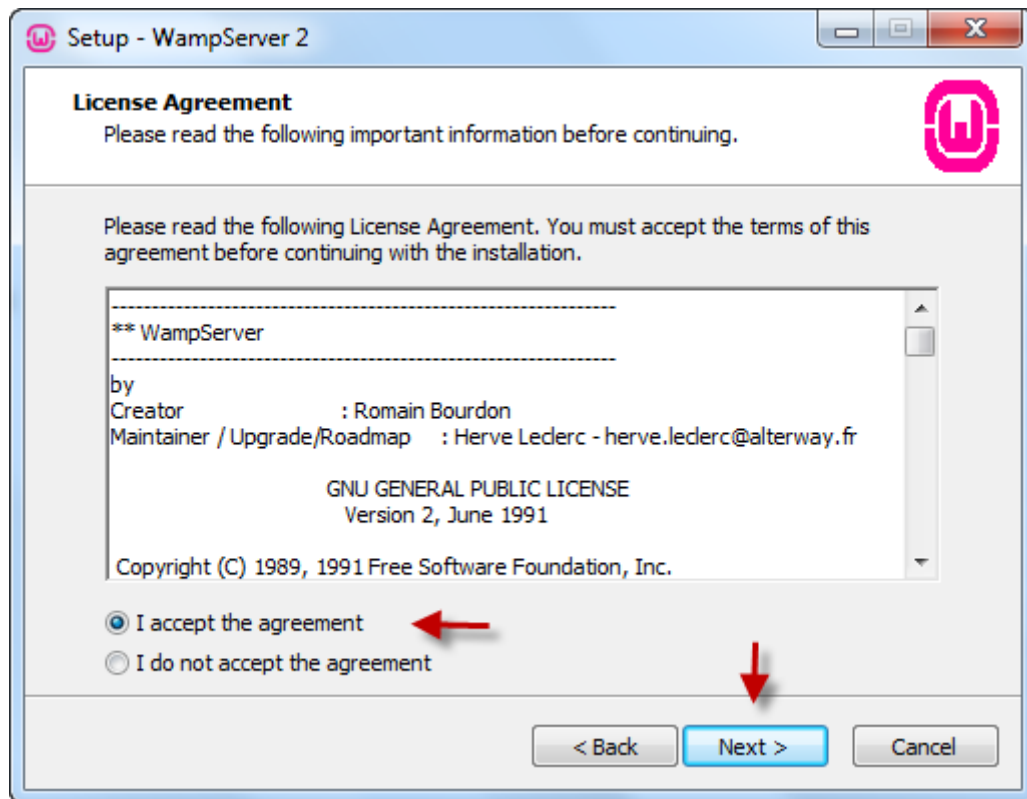 Setup - WampServer 2
License Agreement
Please read the following important information before continuing.
Please read the following License Agreement. You must accept the terms of this
agreement before continuing with the installation.
---------------------------------------------------------------
** WampServer
---------------------------------------------------------------
by
Creator : Romain Bourdon
Maintainer / Upgrade/Roadmap : Herve Leclerc - herve.leclerc@alterway.fr
GNU GENERAL PUBLIC LICENSE
Version 2, June 1991
Copyright (C) 1989, 1991 Free Software Foundation, Inc.
I accept the agreement
I do not accept the agreement
< Back Next > Cancel